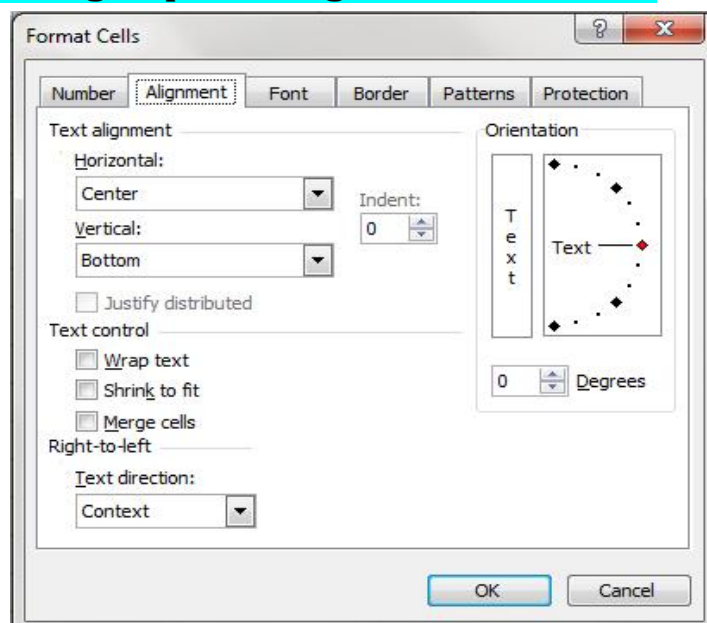 Format Cells
? X
Number Alignment Font Border Patterns Protection
Text alignment
Horizontal:
Center
Indent:
0
Vertical:
Bottom
Justify distributed
Text control
Wrap text
Shrink to fit
Merge cells
Right-to-left
Text direction:
Context
Orientation
Text
Text
0 Degrees
OK Cancel